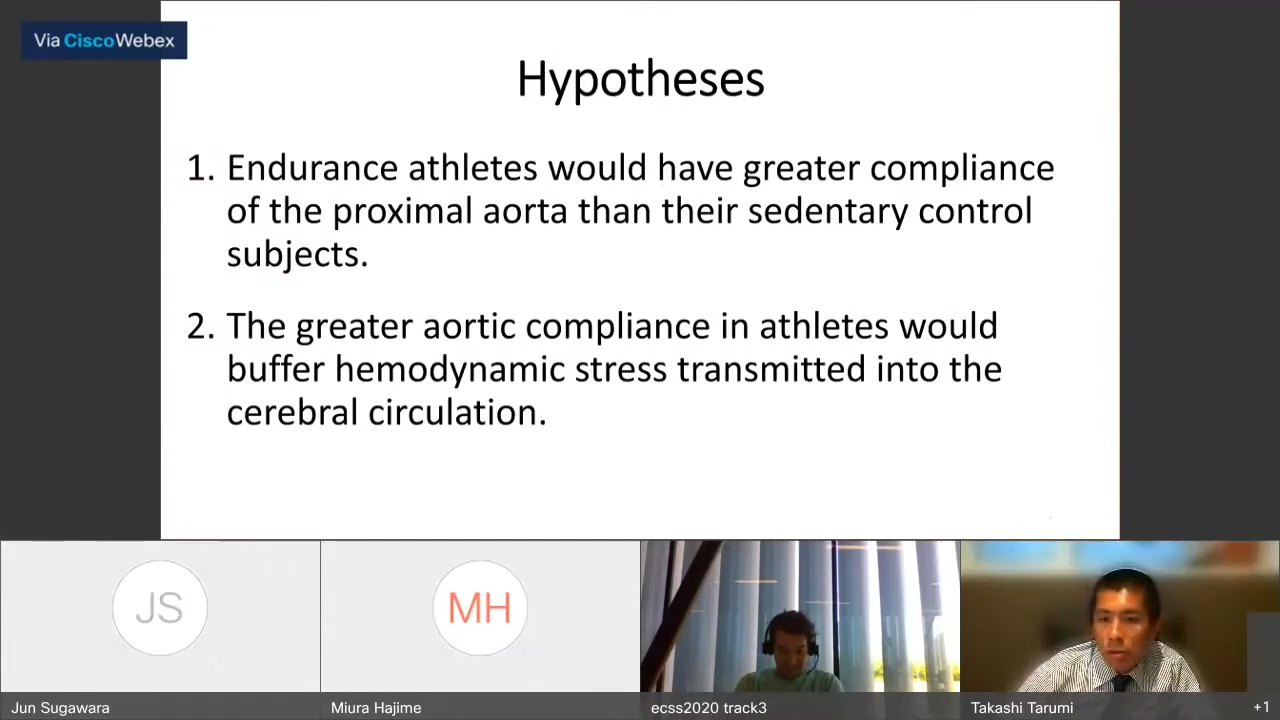 Via CiscoWebex
Hypotheses
1. Endurance athletes would have greater compliance
of the proximal aorta than their sedentary control
subjects.
2. The greater aortic compliance in athletes would
buffer hemodynamic stress transmitted into the
cerebral circulation.
JS
MH
Jun Sugawara
Miura Hajime
ecss2020 track3
Takashi Tarumi
+1